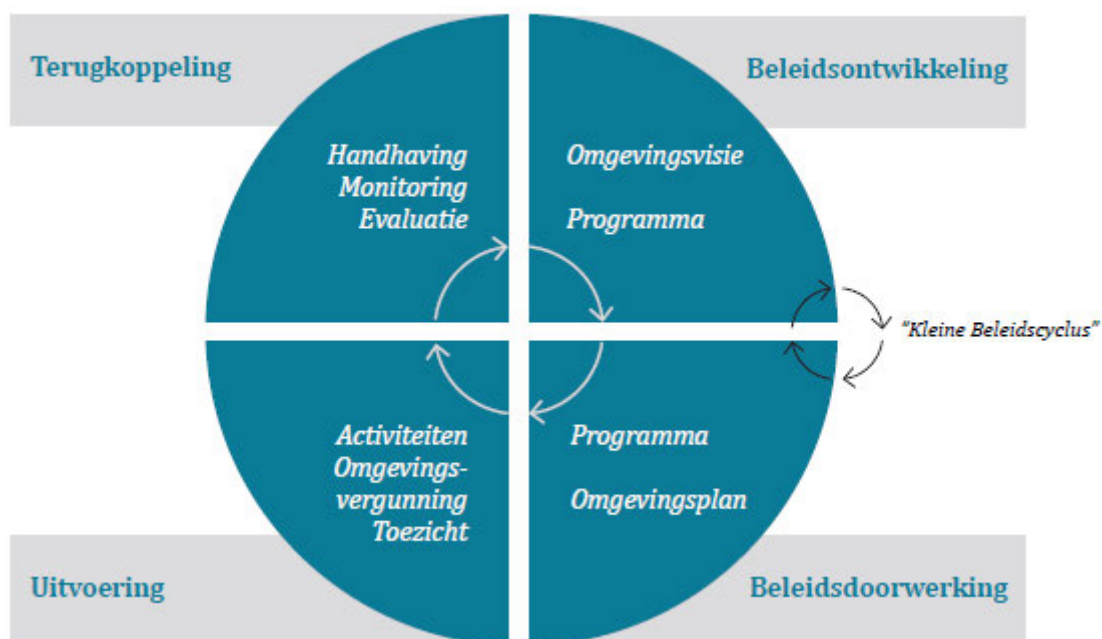 Terugkoppeling
Beleidsontwikkeling
Handhaving
Monitoring
Evaluatie
Omgevingsvisie
Programma
"Kleine Beleidscyclus"
Activiteiten
Omgevings-
vergunning
Toezicht
Programma
Omgevingsplan
Uitvoering
Beleidsdoorwerking